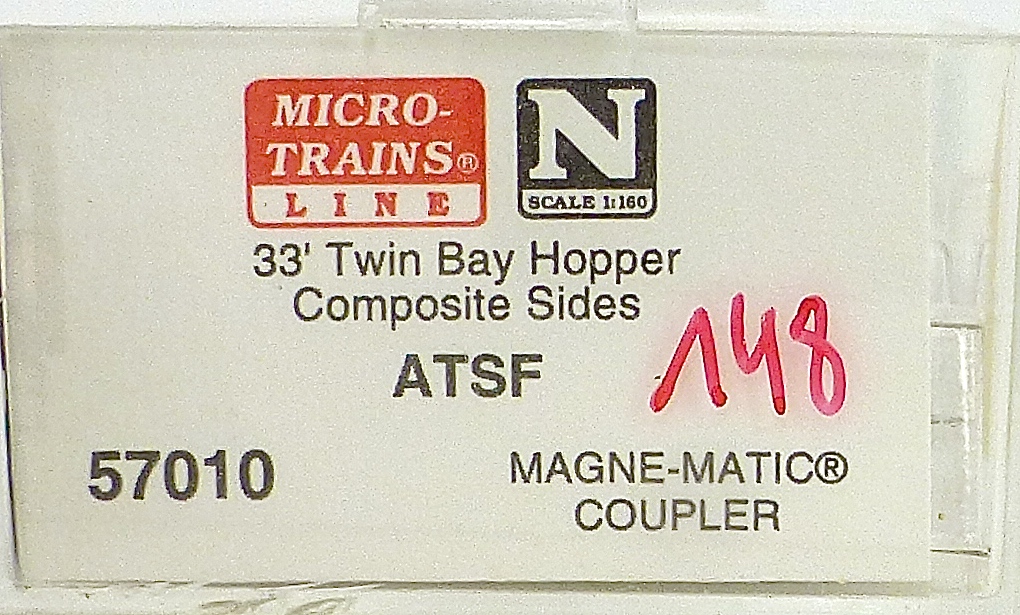 MICRO-
TRAINS®
LINE
N
SCALE 1:160
33' Twin Bay Hopper
Composite Sides
ATSF
148
57010
MAGNE-MATIC®
COUPLER